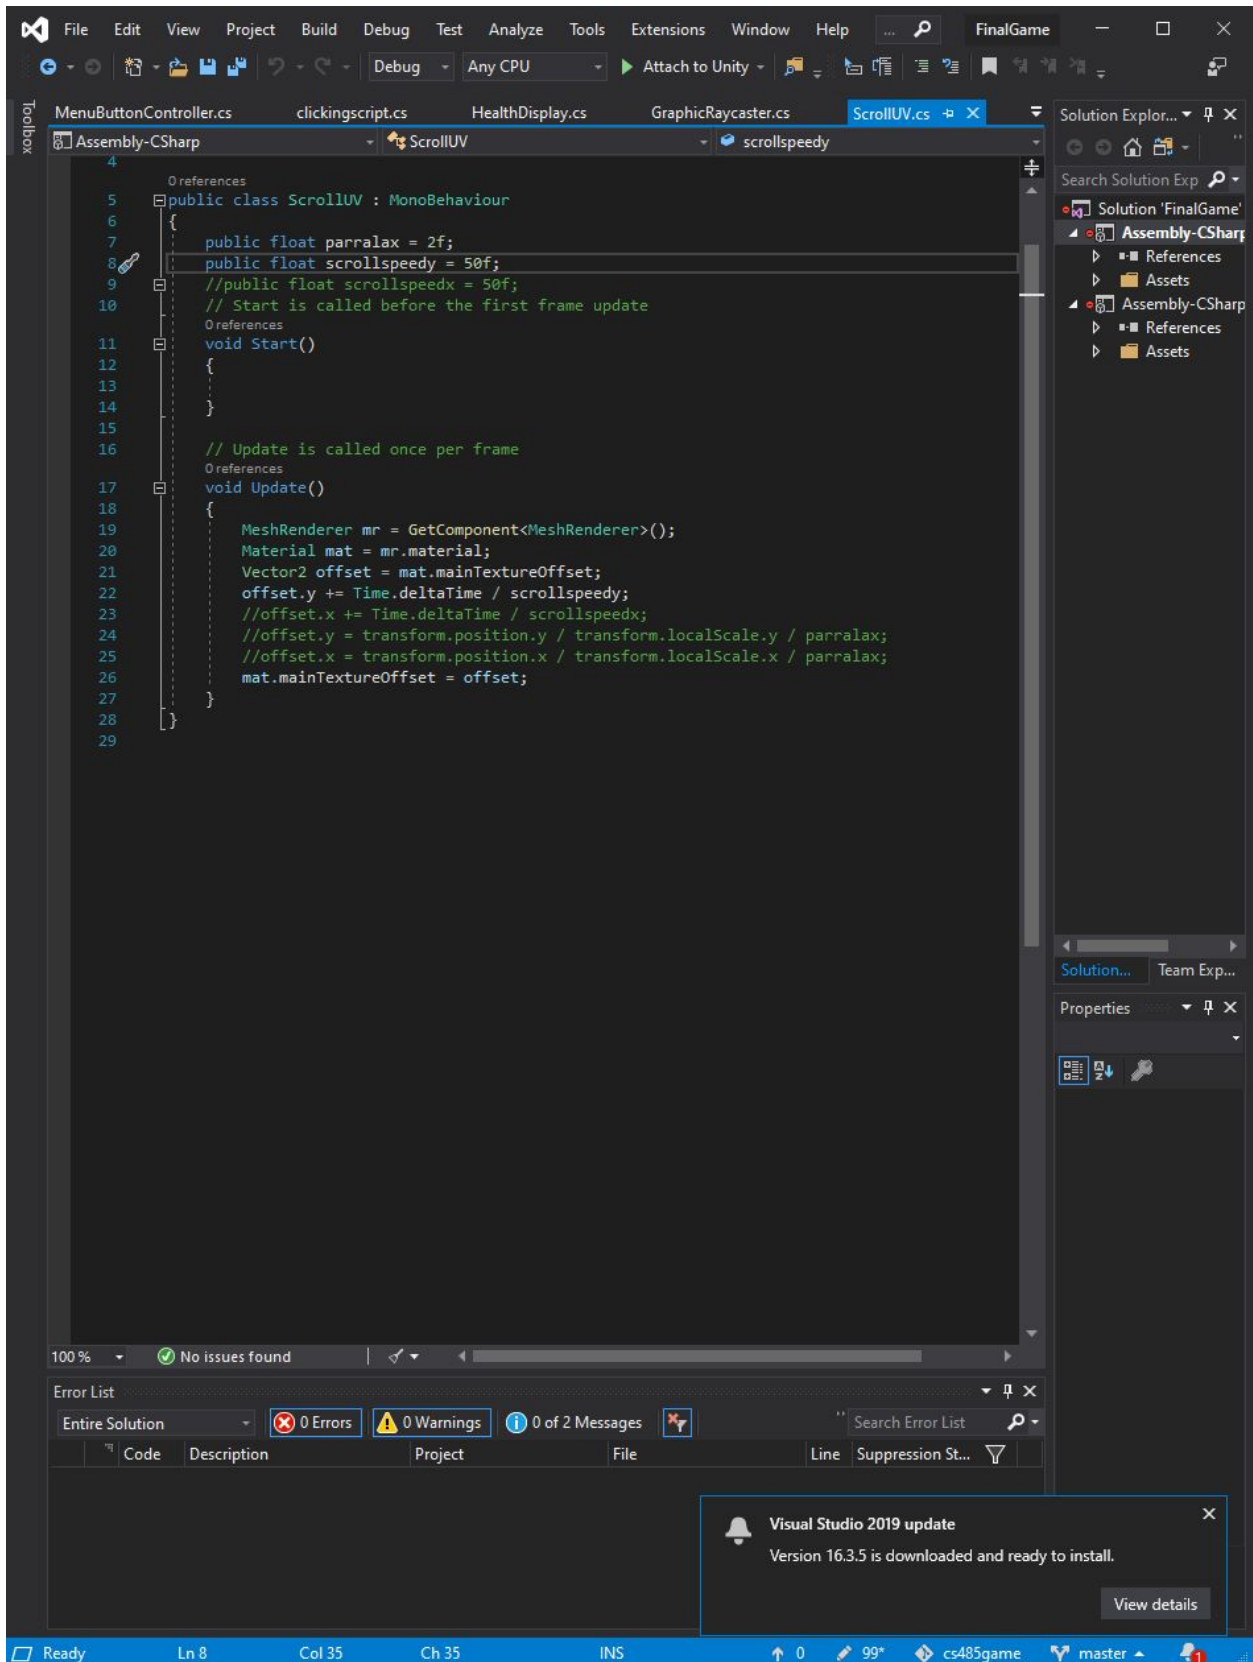 File Edit View Project Build Debug Test Analyze Tools Extensions Window Help ... FinalGame
Debug Any CPU Attach to Unity
Toolbox
MenuButtonController.cs clickingscript.cs HealthDisplay.cs GraphicRaycaster.cs ScrollUV.cs
Assembly-CSharp ScrollUV scrollspeedy
4
0 references
5 public class ScrollUV : MonoBehaviour
6 {
7 public float parralax = 2f;
8 public float scrollspeedy = 50f;
9 //public float scrollspeedx = 50f;
10 // Start is called before the first frame update
0 references
11 void Start()
12 {
13
14 }
15
16 // Update is called once per frame
0 references
17 void Update()
18 {
19 MeshRenderer mr = GetComponent<MeshRenderer>();
20 Material mat = mr.material;
21 Vector2 offset = mat.mainTextureOffset;
22 offset.y += Time.deltaTime / scrollspeedy;
23 //offset.x += Time.deltaTime / scrollspeedx;
24 //offset.y = transform.position.y / transform.localScale.y / parralax;
25 //offset.x = transform.position.x / transform.localScale.x / parralax;
26 mat.mainTextureOffset = offset;
27 }
28 }
29
100 % No issues found
Solution Explor...
Search Solution Exp
Solution 'FinalGame'
Assembly-CSharp
References
Assets
Assembly-CSharp
References
Assets
Solution... Team Exp...
Properties
Error List
Entire Solution 0 Errors 0 Warnings 0 of 2 Messages Search Error List
Code Description Project File Line Suppression St...
Visual Studio 2019 update
Version 16.3.5 is downloaded and ready to install.
View details
Ready Ln 8 Col 35 Ch 35 INS 0 99* cs485game master 1